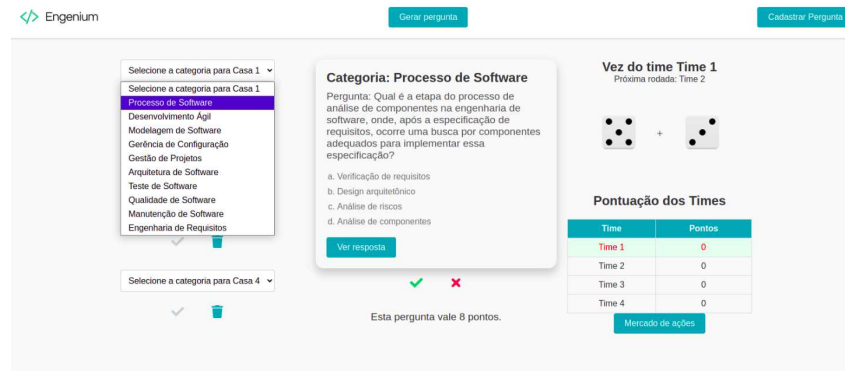 </> Engenium
Gerar pergunta
Cadastrar Pergunta
Selecione a categoria para Casa 1
Selecione a categoria para Casa 1
Processo de Software
Desenvolvimento Ágil
Modelagem de Software
Gerência de Configuração
Gestão de Projetos
Arquitetura de Software
Teste de Software
Qualidade de Software
Manutenção de Software
Engenharia de Requisitos
Selecione a categoria para Casa 4
Categoria: Processo de Software
Pergunta: Qual é a etapa do processo de
análise de componentes na engenharia de
software, onde, após a especificação de
requisitos, ocorre uma busca por componentes
adequados para implementar essa
especificação?
a. Verificação de requisitos
b. Design arquitetônico
c. Análise de riscos
d. Análise de componentes
Ver resposta
Esta pergunta vale 8 pontos.
Vez do time Time 1
Próxima rodada: Time 2
+
Pontuação dos Times
Time Pontos
Time 1 0
Time 2 0
Time 3 0
Time 4 0
Mercado de ações